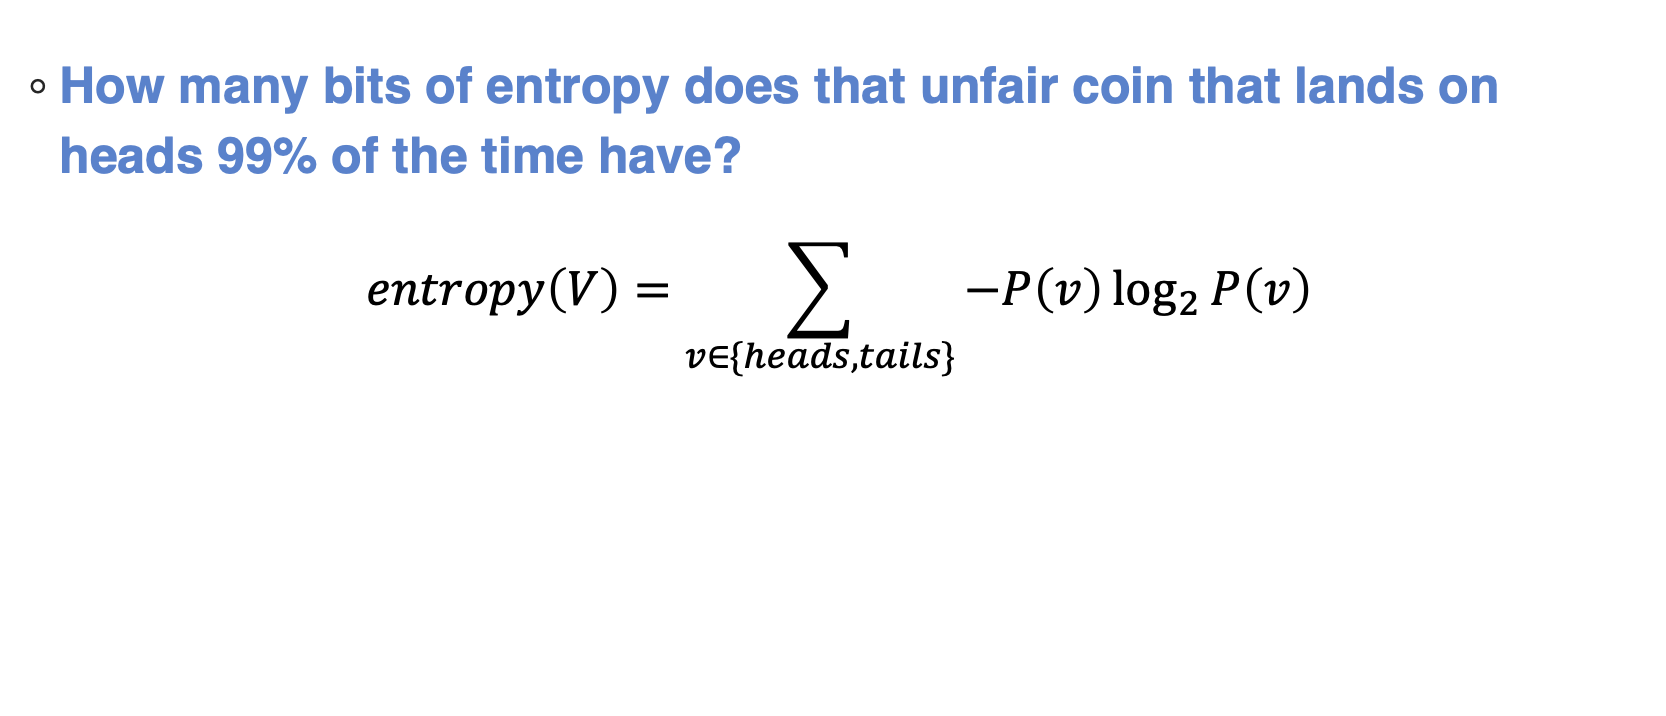 ◦ How many bits of entropy does that unfair coin that lands on
heads 99% of the time have?
𝑒𝑛𝑡𝑟𝑜𝑝𝑦(𝑉) = ∑ −𝑃(𝑣) log₂ 𝑃(𝑣)
𝑣∈{ℎ𝑒𝑎𝑑𝑠,𝑡𝑎𝑖𝑙𝑠}